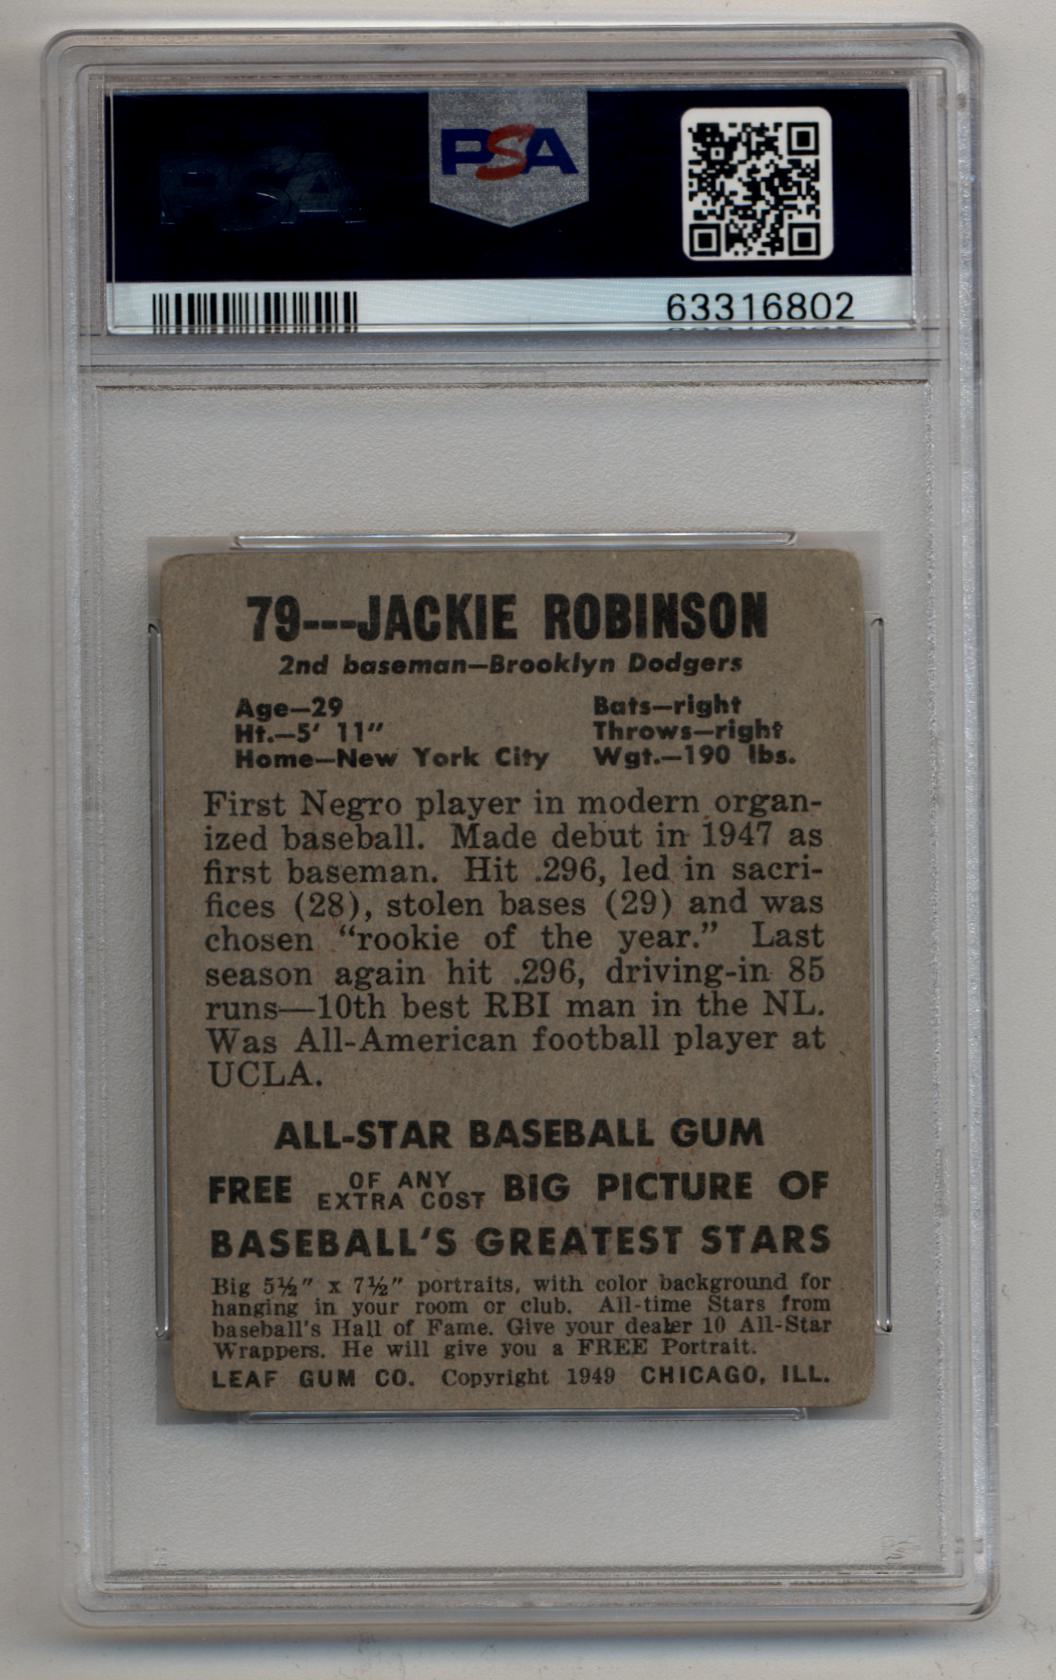 PSA
63316802
79---JACKIE ROBINSON
2nd baseman—Brooklyn Dodgers
Age—29 Bats—right
Ht.—5' 11" Throws—right
Home—New York City Wgt.—190 lbs.
First Negro player in modern organ-
ized baseball. Made debut in 1947 as
first baseman. Hit .296, led in sacri-
fices (28), stolen bases (29) and was
chosen “rookie of the year.” Last
season again hit .296, driving-in 85
runs—10th best RBI man in the NL.
Was All-American football player at
UCLA.
ALL-STAR BASEBALL GUM
FREE OF ANY EXTRA COST BIG PICTURE OF
BASEBALL'S GREATEST STARS
Big 5½" x 7½" portraits, with color background for
hanging in your room or club. All-time Stars from
baseball's Hall of Fame. Give your dealer 10 All-Star
Wrappers. He will give you a FREE Portrait.
LEAF GUM CO. Copyright 1949 CHICAGO, ILL.